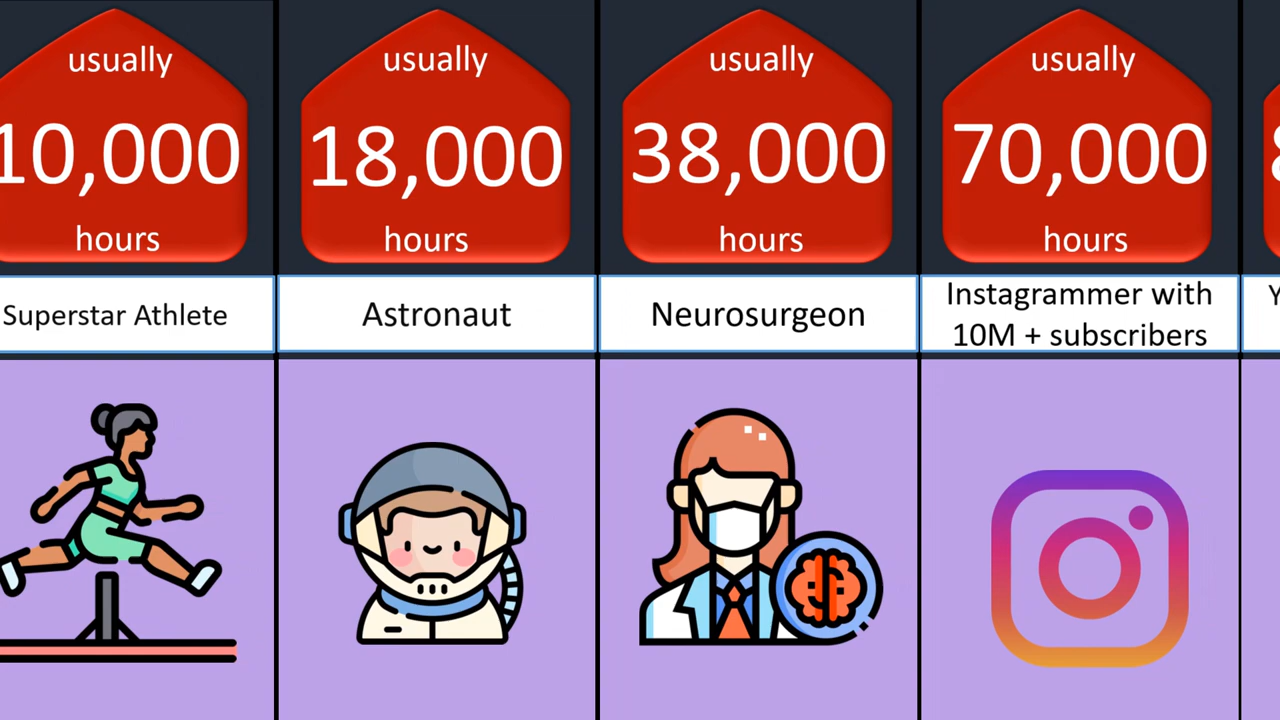 usually
10,000
hours
Superstar Athlete
usually
18,000
hours
Astronaut
usually
38,000
hours
Neurosurgeon
usually
70,000
hours
Instagrammer with
10M + subscribers